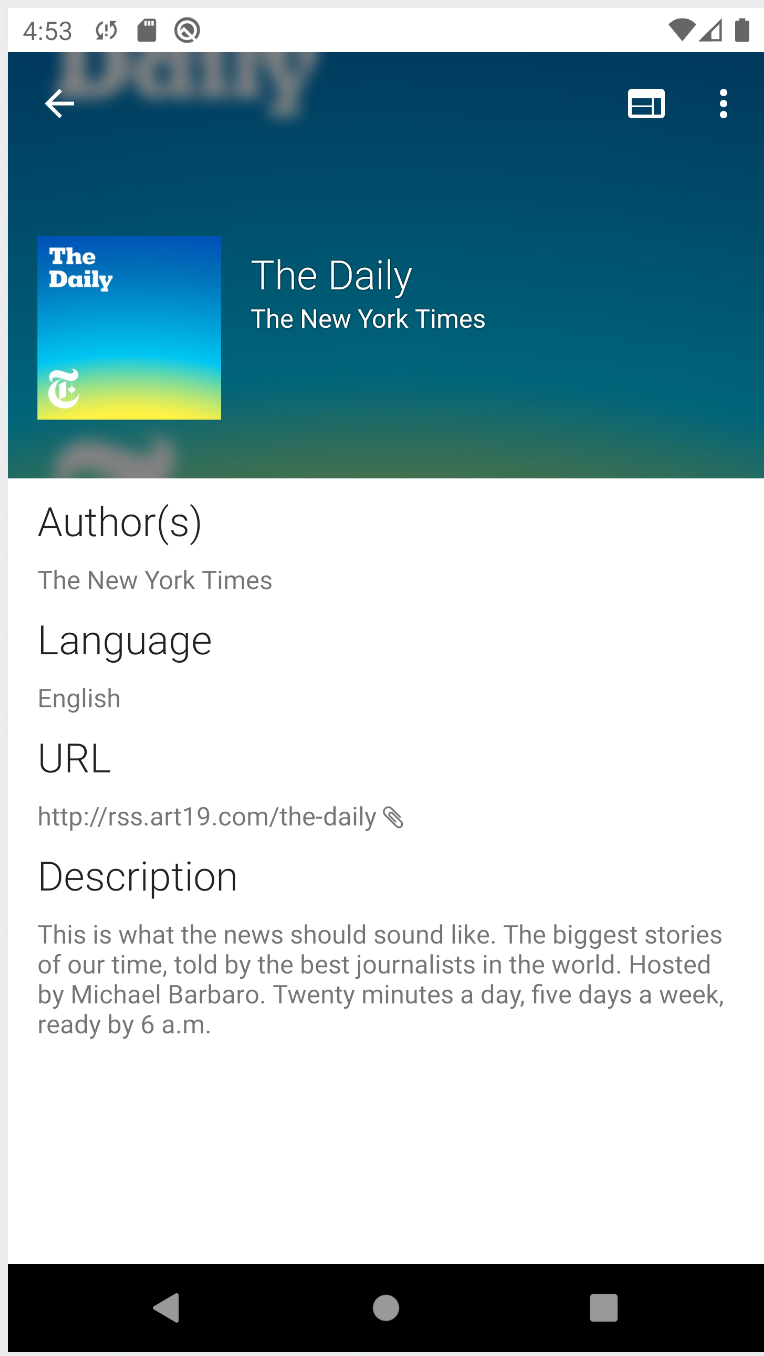 4:53
Daily
The
Daily
The Daily
The New York Times
Author(s)
The New York Times
Language
English
URL
http://rss.art19.com/the-daily
Description
This is what the news should sound like. The biggest stories
of our time, told by the best journalists in the world. Hosted
by Michael Barbaro. Twenty minutes a day, five days a week,
ready by 6 a.m.